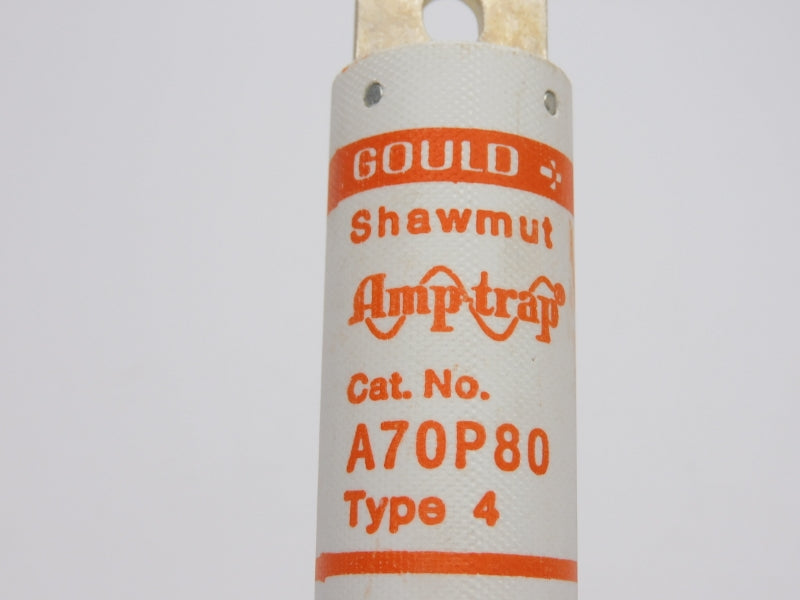 GOULD
Shawmut
Amp-trap®
Cat. No.
A70P80
Type 4